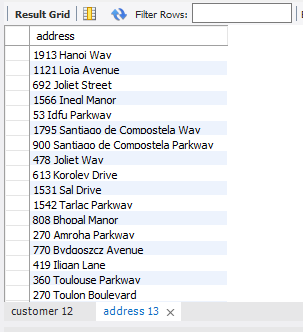 Result Grid Filter Rows:
address
1913 Hanoi Way
1121 Loja Avenue
692 Joliet Street
1566 Inegl Manor
53 Idfu Parkway
1795 Santiago de Compostela Way
900 Santiago de Compostela Parkway
478 Joliet Way
613 Korolev Drive
1531 Sal Drive
1542 Tarlac Parkway
808 Bhopal Manor
270 Amroha Parkway
770 Bydgoszcz Avenue
419 Iligan Lane
360 Toulouse Parkway
270 Toulon Boulevard
customer 12 address 13